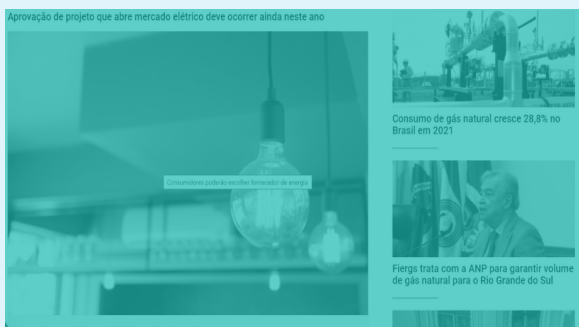 Aprovação de projeto que abre mercado elétrico deve ocorrer ainda neste ano
Consumidores poderão escolher fornecedor de energia
Consumo de gás natural cresce 28,8% no
Brasil em 2021
Fiergs trata com a ANP para garantir volume
de gás natural para o Rio Grande do Sul